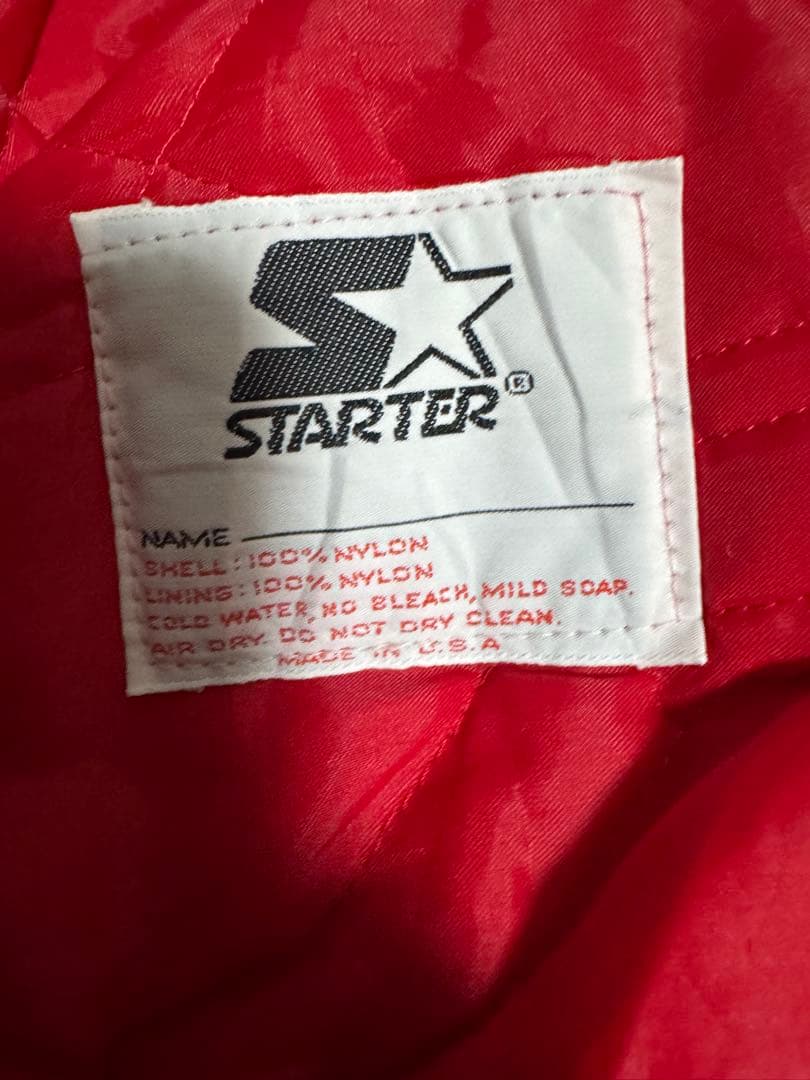 STARTER®
NAME
SHELL: 100% NYLON
LINING: 100% NYLON
COLD WATER, NO BLEACH, MILD SOAP.
AIR DRY. DO NOT DRY CLEAN.
MADE IN U.S.A